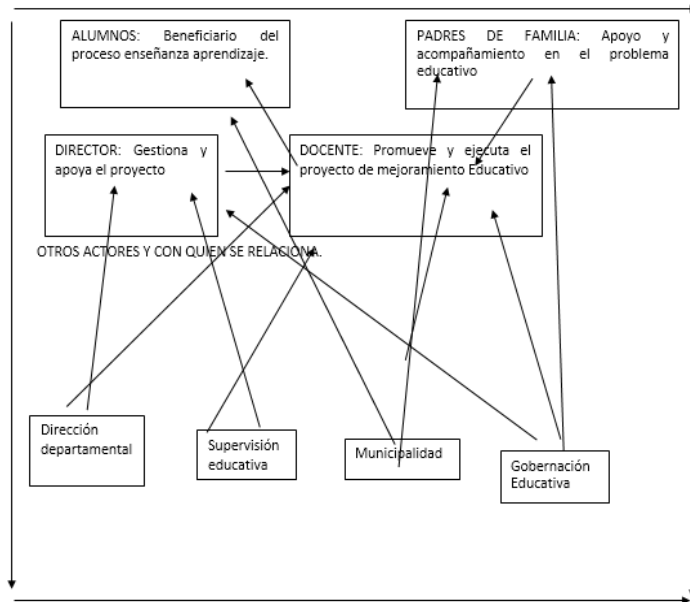 ALUMNOS: Beneficiario del
proceso enseñanza aprendizaje.
PADRES DE FAMILIA: Apoyo y
acompañamiento en el problema
educativo
DIRECTOR: Gestiona y
apoya el proyecto
DOCENTE: Promueve y ejecuta el
proyecto de mejoramiento Educativo
OTROS ACTORES Y CON QUIEN SE RELACIONA.
Dirección
departamental
Supervisión
educativa
Municipalidad
Gobernación
Educativa